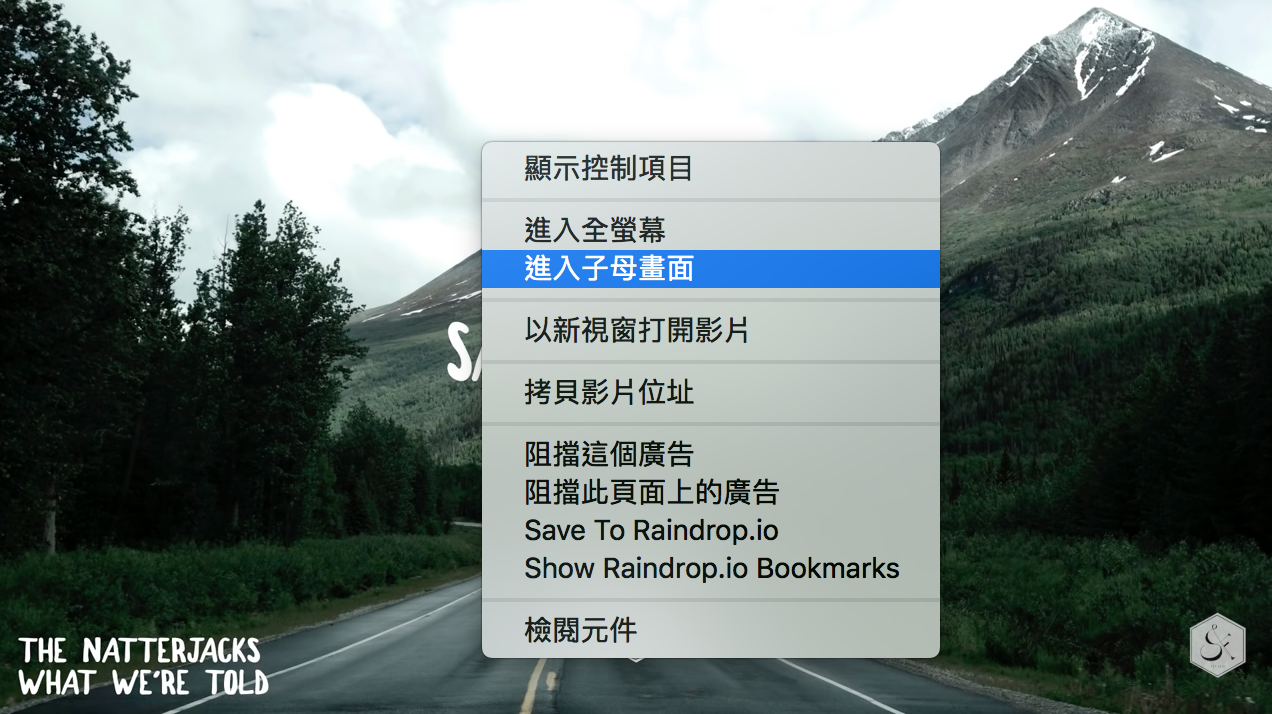 顯示控制項目
進入全螢幕
進入子母畫面
以新視窗打開影片
拷貝影片位址
阻擋這個廣告
阻擋此頁面上的廣告
Save To Raindrop.io
Show Raindrop.io Bookmarks
檢閱元件
THE NATTERJACKS
WHAT WE'RE TOLD
&